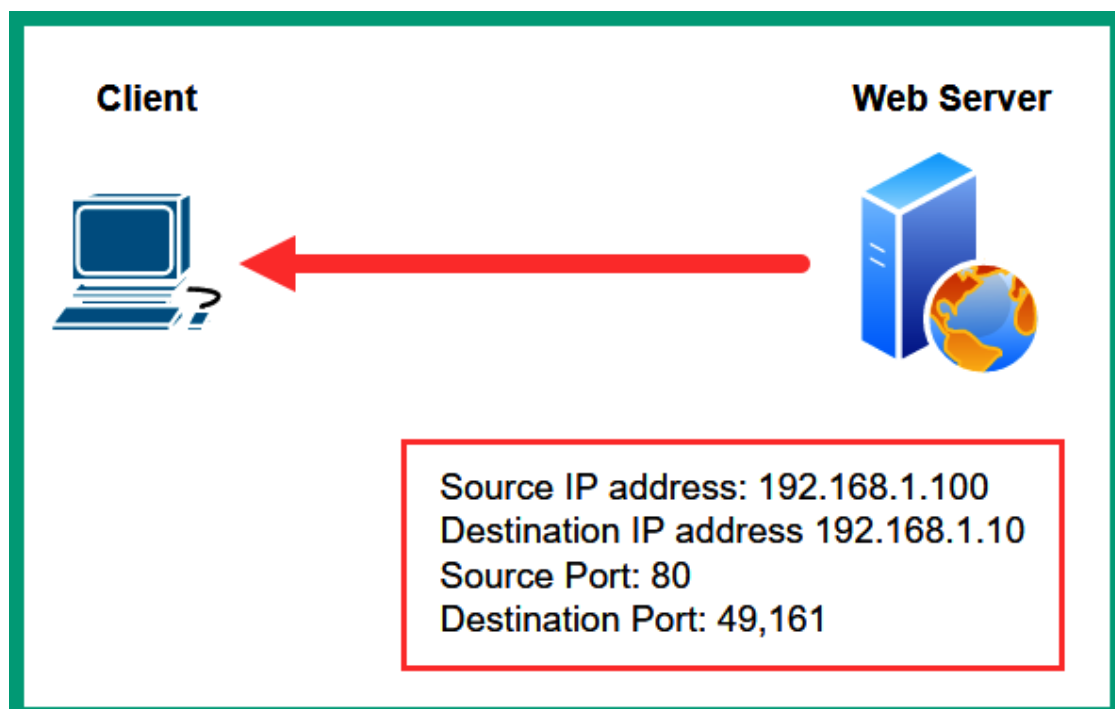 Client
Web Server
?
Source IP address: 192.168.1.100
Destination IP address 192.168.1.10
Source Port: 80
Destination Port: 49,161